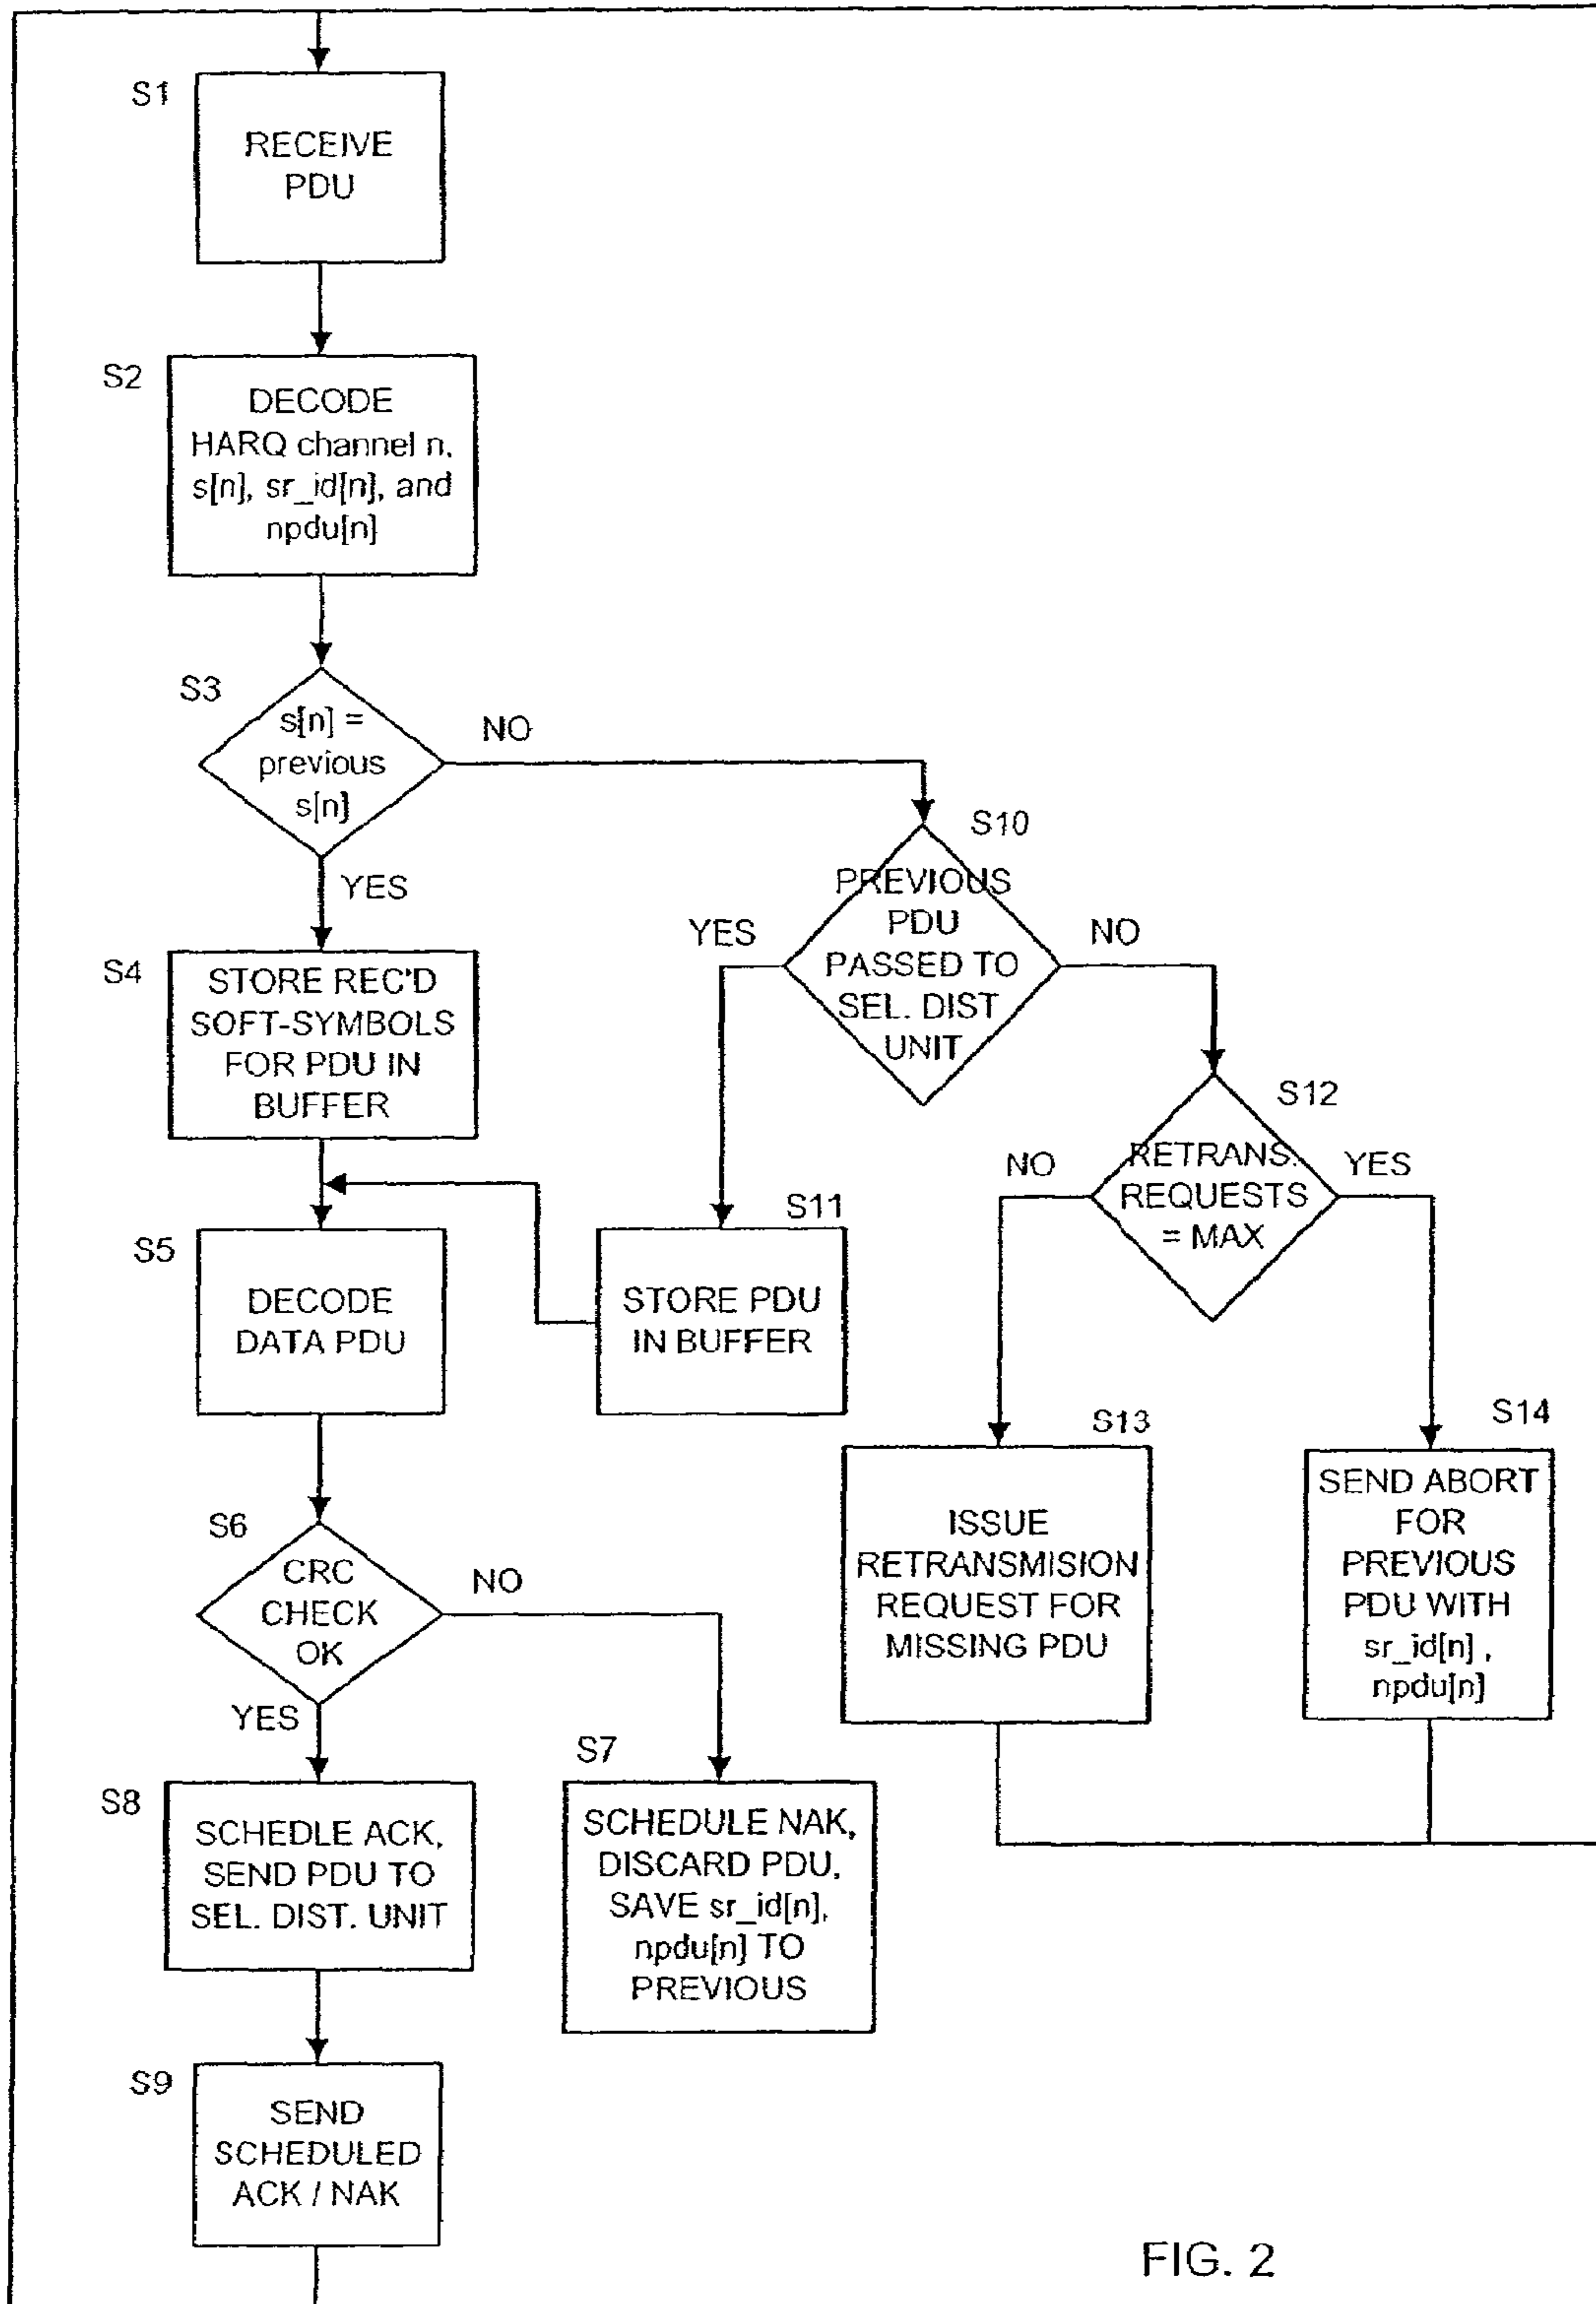 S1
RECEIVE
PDU
S2
DECODE
HARQ channel n,
s[n], sr_id[n], and
npdu[n]
S3
s[n] =
previous
s[n]
NO
YES
S10
PREVIOUS
PDU
PASSED TO
SEL. DIST
UNIT
YES
NO
S4
STORE REC'D
SOFT-SYMBOLS
FOR PDU IN
BUFFER
S12
RETRANS.
REQUESTS
= MAX
NO
YES
S11
STORE PDU
IN BUFFER
S5
DECODE
DATA PDU
S13
ISSUE
RETRANSMISION
REQUEST FOR
MISSING PDU
S14
SEND ABORT
FOR
PREVIOUS
PDU WITH
sr_id[n] ,
npdu[n]
S6
CRC
CHECK
OK
NO
YES
S7
SCHEDULE NAK,
DISCARD PDU,
SAVE sr_id[n],
npdu[n] TO
PREVIOUS
S8
SCHEDLE ACK,
SEND PDU TO
SEL. DIST. UNIT
S9
SEND
SCHEDULED
ACK / NAK
FIG. 2